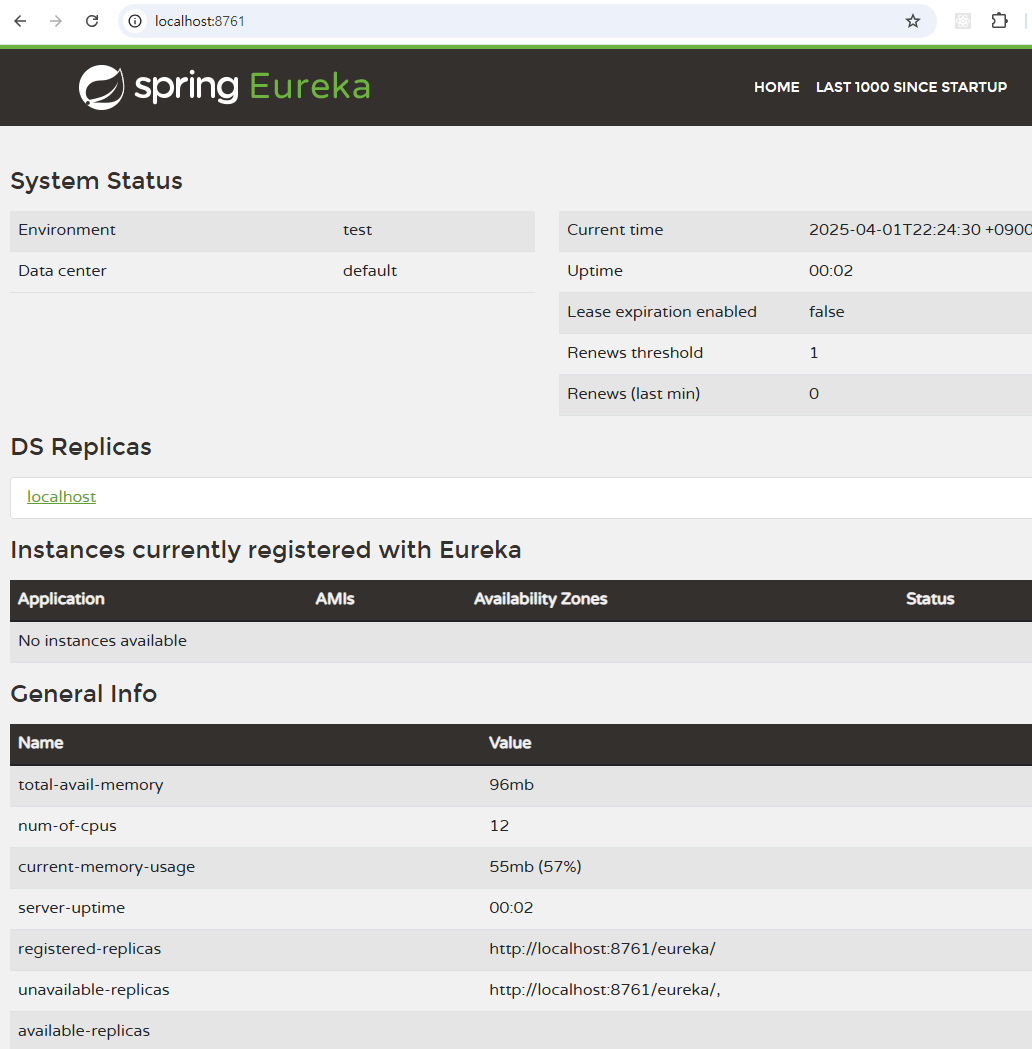 localhost:8761
spring Eureka
HOME LAST 1000 SINCE STARTUP
System Status
Environment test
Data center default
Current time 2025-04-01T22:24:30 +0900
Uptime 00:02
Lease expiration enabled false
Renews threshold 1
Renews (last min) 0
DS Replicas
localhost
Instances currently registered with Eureka
Application AMIs Availability Zones Status
No instances available
General Info
Name Value
total-avail-memory 96mb
num-of-cpus 12
current-memory-usage 55mb (57%)
server-uptime 00:02
registered-replicas http://localhost:8761/eureka/
unavailable-replicas http://localhost:8761/eureka/,
available-replicas